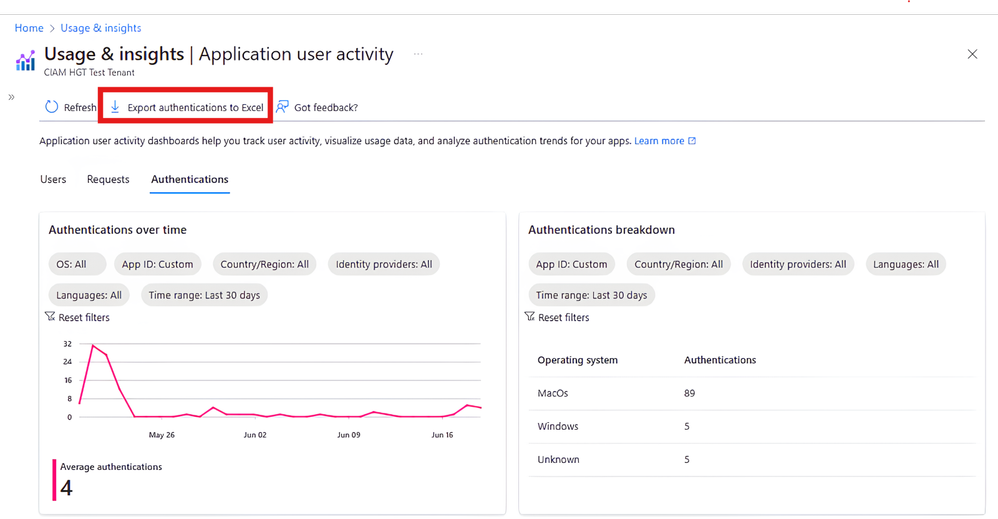 Home > Usage & insights
Usage & insights | Application user activity ...
CIAM HGT Test Tenant
»
Refresh Export authentications to Excel Got feedback?
Application user activity dashboards help you track user activity, visualize usage data, and analyze authentication trends for your apps. Learn more
Users Requests Authentications
Authentications over time
OS: All App ID: Custom Country/Region: All Identity providers: All
Languages: All Time range: Last 30 days
Reset filters
32
24
16
8
0
May 26 Jun 02 Jun 09 Jun 16
Average authentications
4
Authentications breakdown
App ID: Custom Country/Region: All Identity providers: All Languages: All
Time range: Last 30 days
Reset filters
Operating system Authentications
MacOs 89
Windows 5
Unknown 5